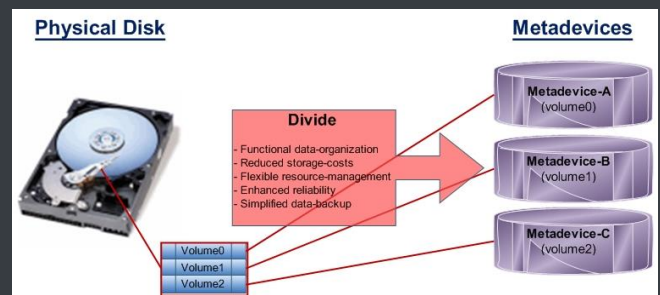 Physical Disk
Metadevices
Divide
- Functional data-organization
- Reduced storage-costs
- Flexible resource-management
- Enhanced reliability
- Simplified data-backup
Metadevice-A
(volume0)
Metadevice-B
(volume1)
Metadevice-C
(volume2)
Volume0
Volume1
Volume2